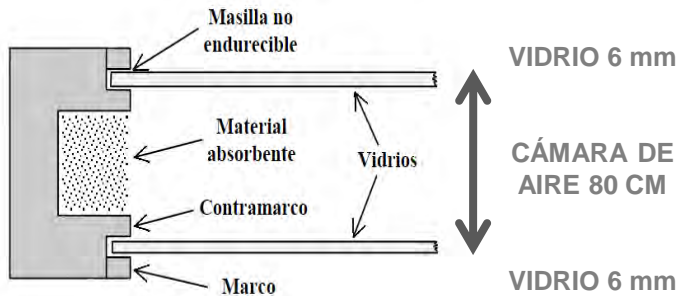 Masilla no
endurecible
VIDRIO 6 mm
Material
absorbente
Vidrios
CÁMARA DE
AIRE 80 CM
Contramarco
Marco
VIDRIO 6 mm